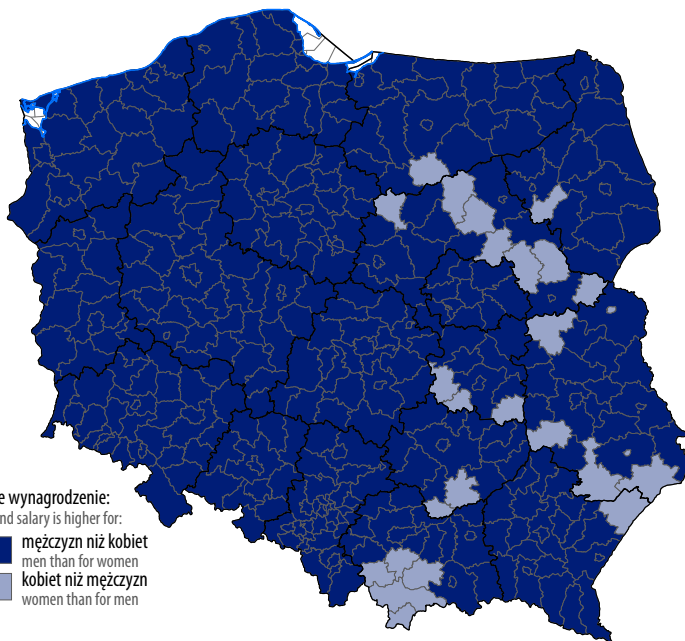 e wynagrodzenie:
nd salary is higher for:
mężczyzn niż kobiet
men than for women
kobiet niż mężczyzn
women than for men